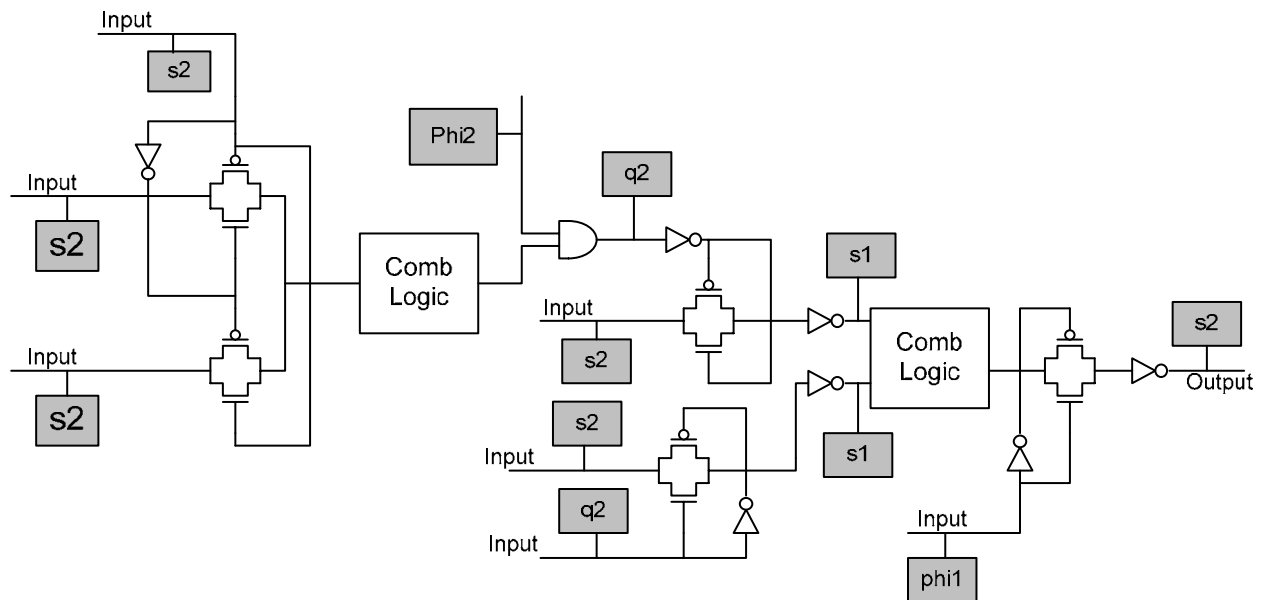 Input
s2
Phi2
q2
Input
s2
Comb
Logic
Input
s2
Input
s2
s1
Comb
Logic
s1
s2
Output
Input
s2
Input
q2
Input
phi1